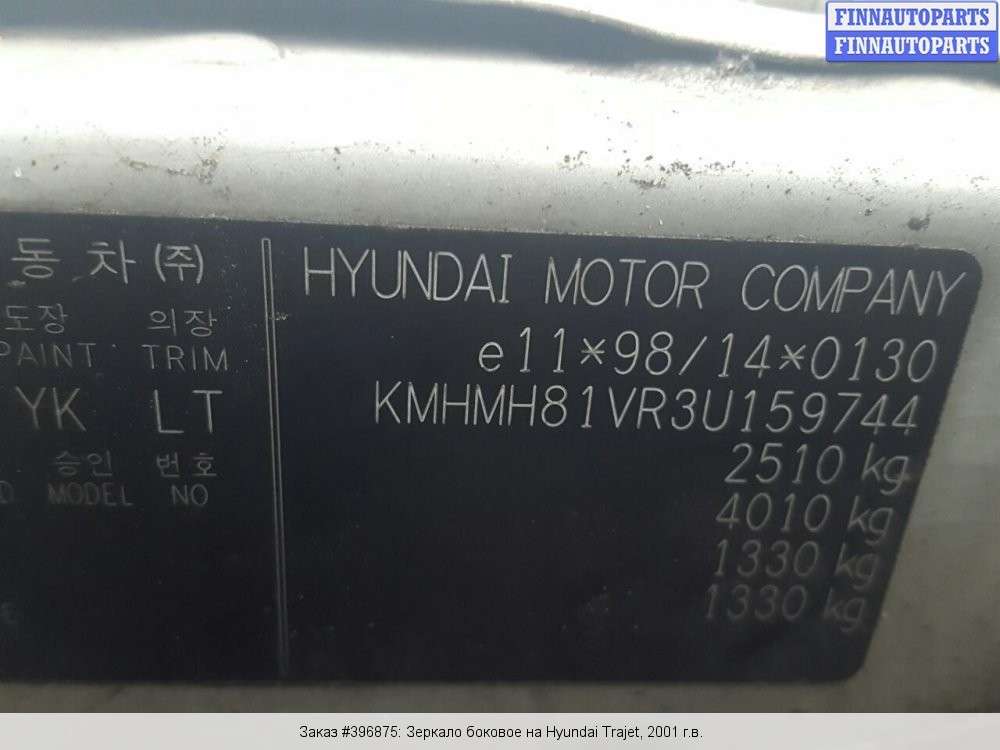 FINNAUTOPARTS
FINNAUTOPARTS
동 차 (주)
도장 의장
PAINT TRIM
YK LT
승인 번호
MODEL NO
HYUNDAI MOTOR COMPANY
e11*98/14*0130
KMHMH81VR3U159744
2510 kg
4010 kg
1330 kg
1330 kg
Заказ #396875: Зеркало боковое на Hyundai Trajet, 2001 г.в.